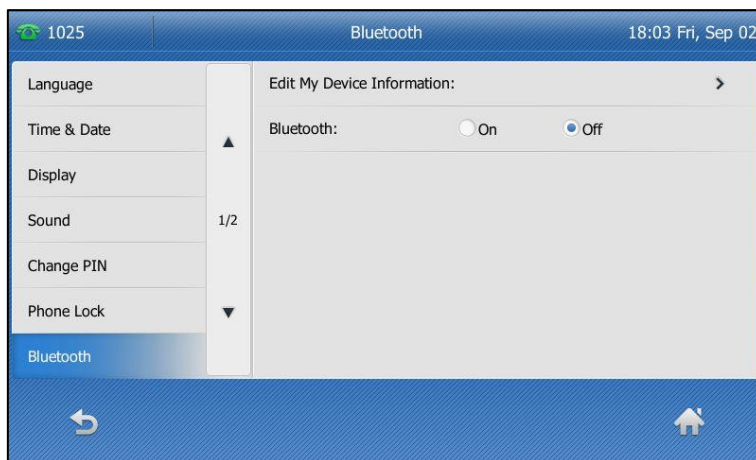 1025 Bluetooth 18:03 Fri, Sep 02
Language
Time & Date
Display
Sound
Change PIN
Phone Lock
Bluetooth
1/2
Edit My Device Information:
Bluetooth: On Off